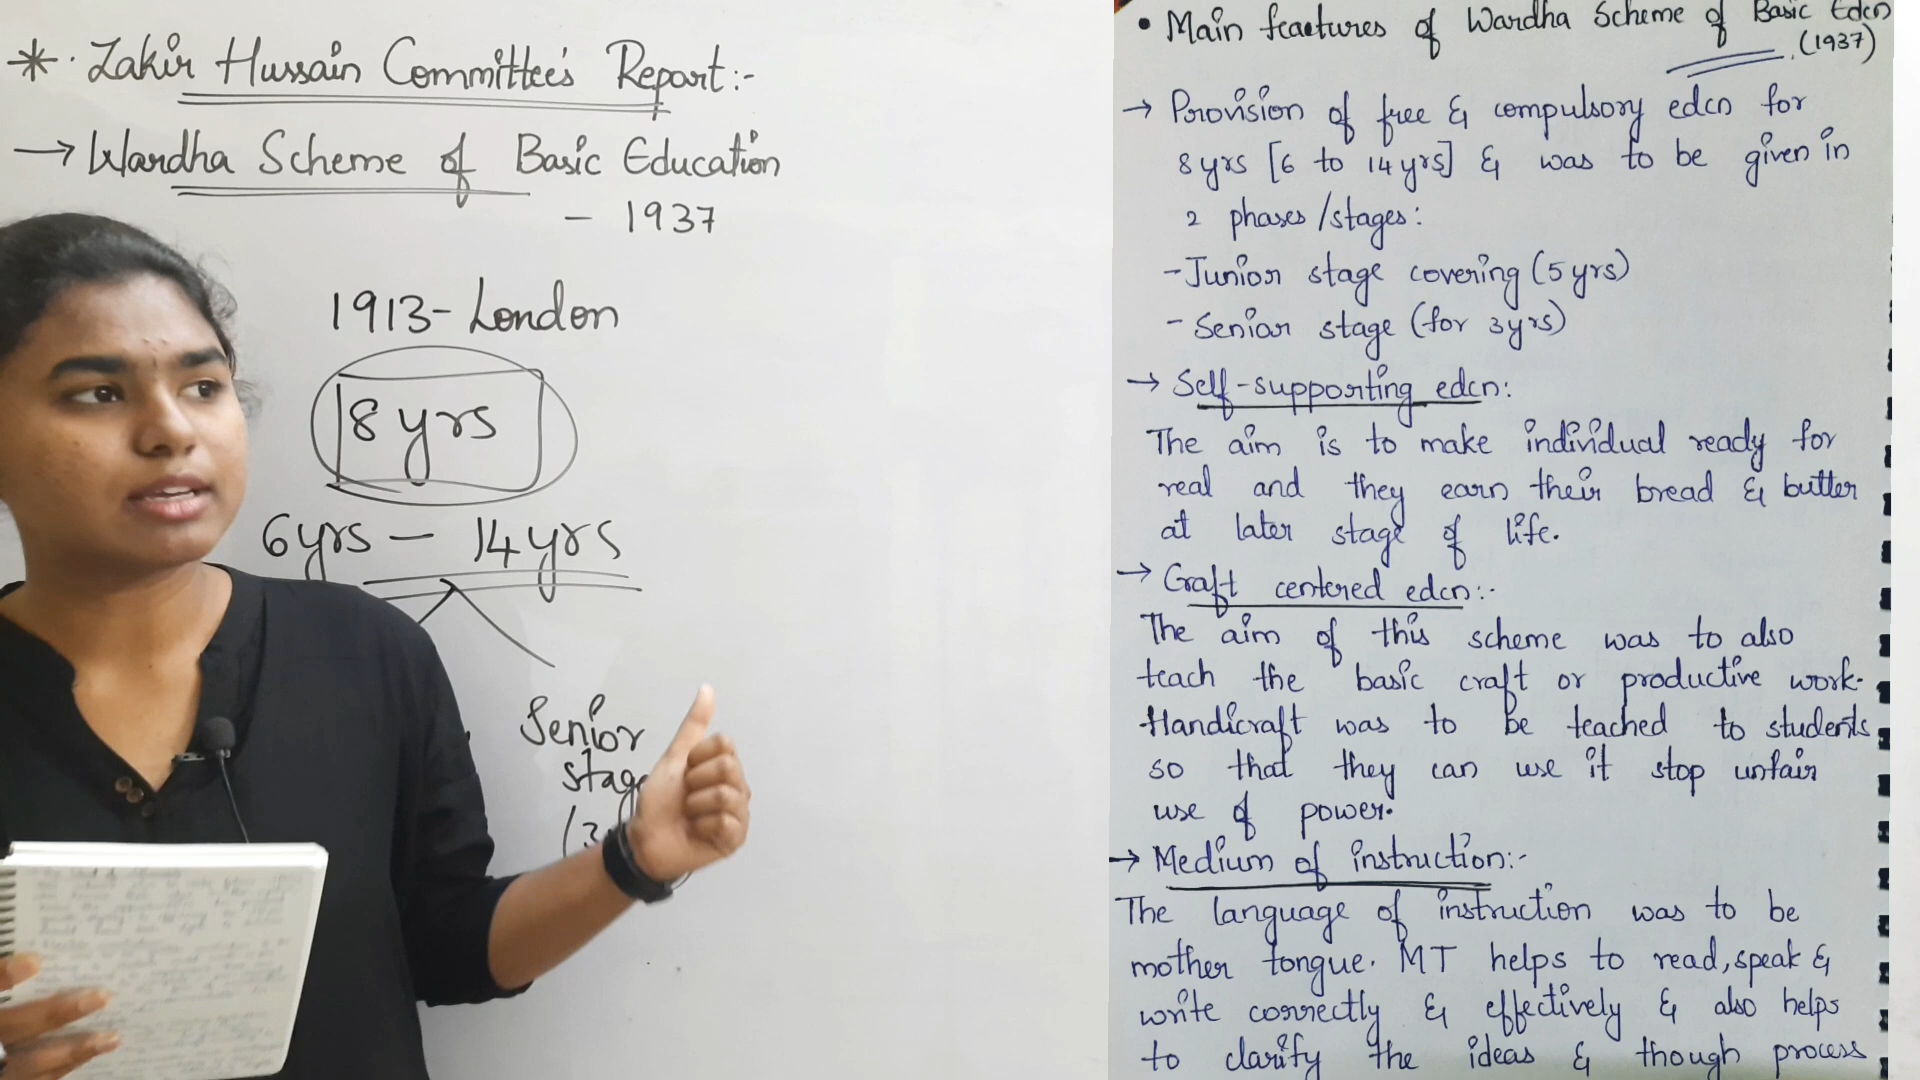 * Zakir Hussain Committee's Report:-
→ Wardha Scheme of Basic Education
- 1937
1913 - London
8 yrs
6yrs - 14yrs
Senior
stage
(3
• Main feactures of Wardha Scheme of Basic Edcn
(1937)
→ Provision of free & compulsory edcn for
8 yrs [6 to 14 yrs] & was to be given in
2 phases/stages:
- Junior stage covering (5 yrs)
- Senior stage (for 3 yrs)
→ Self-supporting edcn:
The aim is to make individual ready for
real and they earn their bread & butter
at later stage of life.
→ Craft centered edcn:-
The aim of this scheme was to also
teach the basic craft or productive work.
Handicraft was to be teached to students
so that they can use it stop unfair
use of power.
→ Medium of instruction:-
The language of instruction was to be
mother tongue. MT helps to read, speak &
write correctly & effectively & also helps
to clarify the ideas & though process